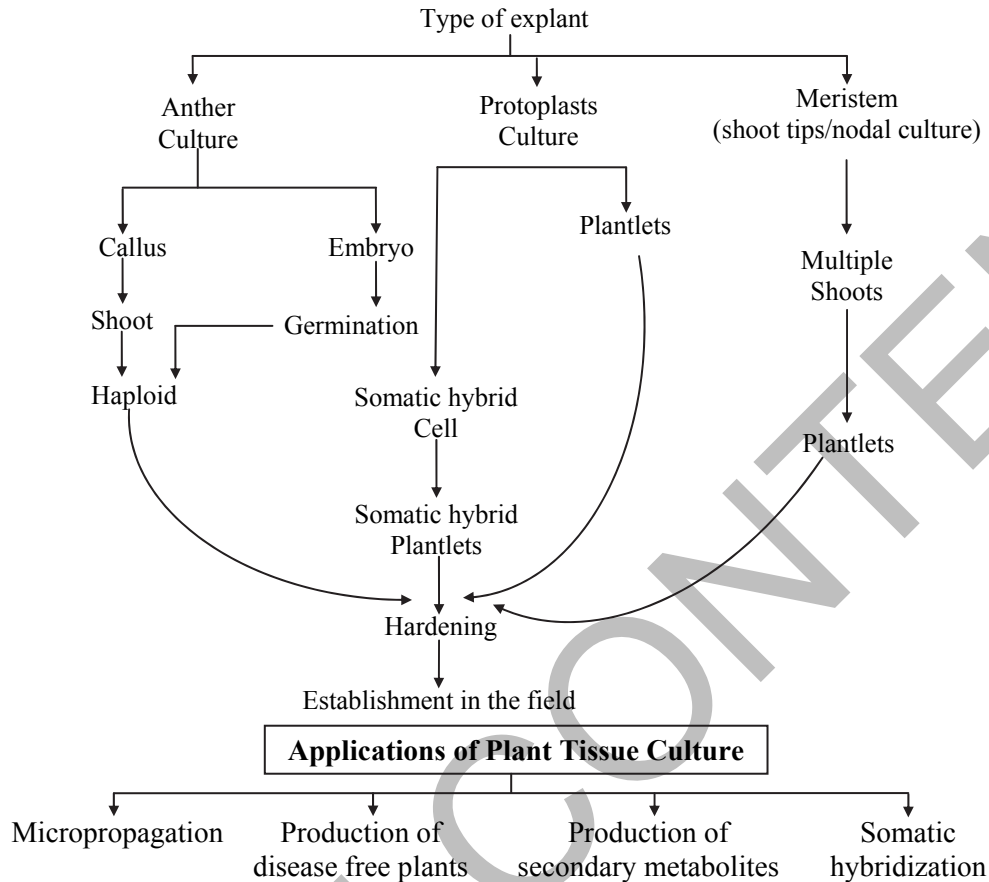 Type of explant
Anther
Culture
Protoplasts
Culture
Meristem
(shoot tips/nodal culture)
Callus
Embryo
Plantlets
Multiple
Shoots
Shoot
Germination
Haploid
Somatic hybrid
Cell
Plantlets
Somatic hybrid
Plantlets
Hardening
Establishment in the field
Applications of Plant Tissue Culture
Micropropagation
Production of
disease free plants
Production of
secondary metabolites
Somatic
hybridization